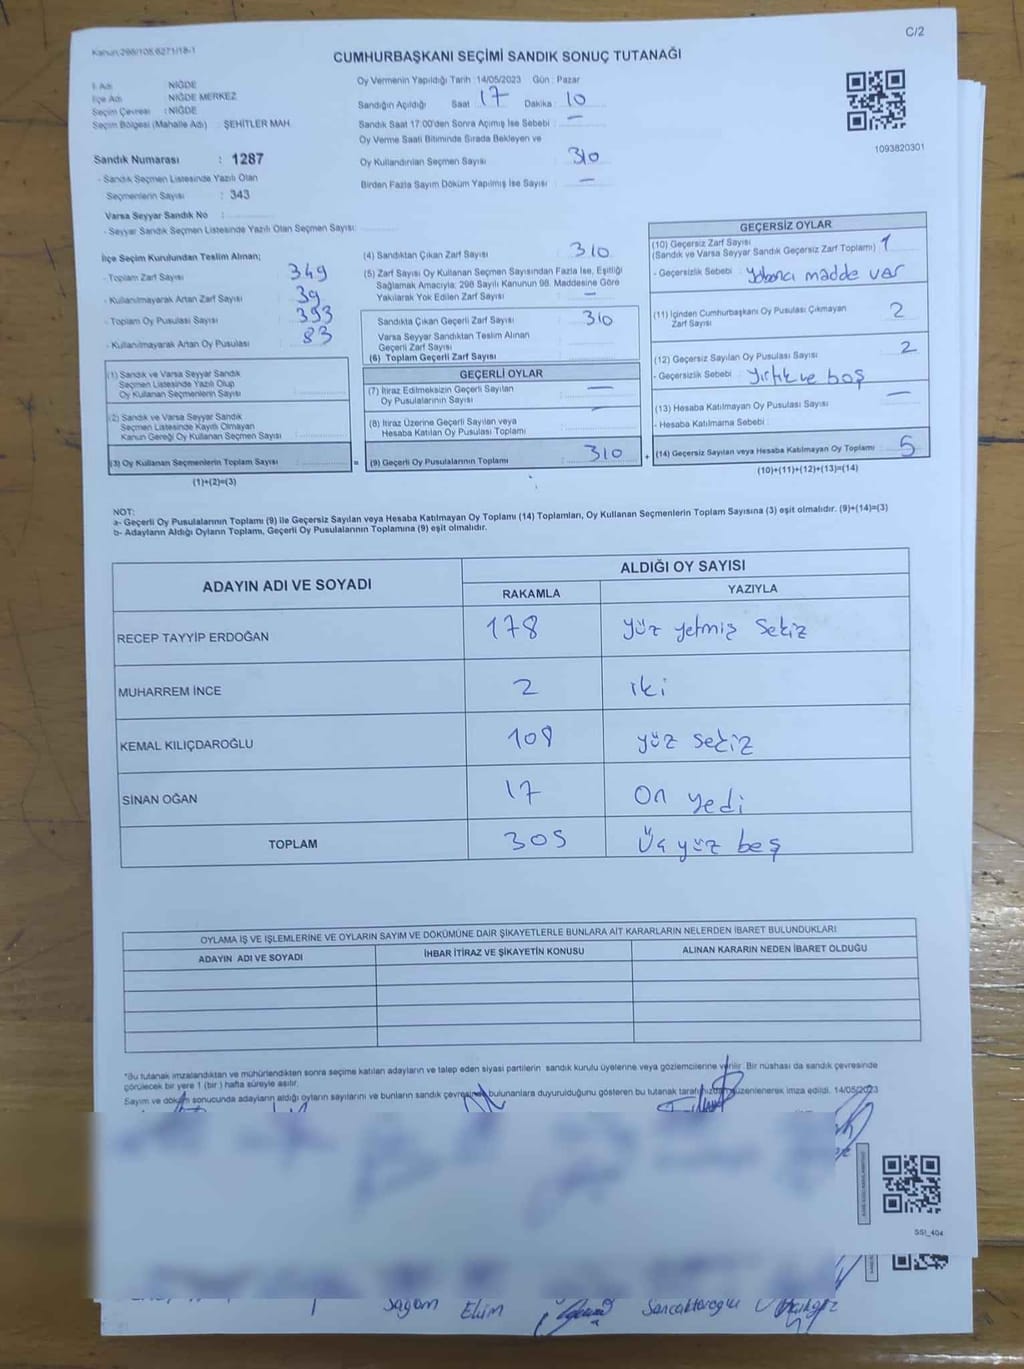 Kanun:298/105,6271/18-1
C/2
CUMHURBAŞKANI SEÇİMİ SANDIK SONUÇ TUTANAĞI
İl Adı : NİĞDE
İlçe Adı : NİĞDE MERKEZ
Seçim Çevresi : NİĞDE
Seçim Bölgesi (Mahalle Adı) : ŞEHİTLER MAH.
Sandık Numarası : 1287
- Sandık Seçmen Listesinde Yazılı Olan
Seçmenlerin Sayısı : 343
Varsa Seyyar Sandık No :
- Seyyar Sandık Seçmen Listesinde Yazılı Olan Seçmen Sayısı:
Oy Vermenin Yapıldığı Tarih : 14/05/2023 Gün : Pazar
Sandığın Açıldığı Saat 17 Dakika : 10
Sandık Saat 17:00'den Sonra Açımış İse Sebebi : —
Oy Verme Saati Bitiminde Sırada Bekleyen ve
Oy Kullandırılan Seçmen Sayısı : 310
Birden Fazla Sayım Döküm Yapılmış İse Sayısı : —
1093820301
İlçe Seçim Kurulundan Teslim Alınan;
- Toplam Zarf Sayısı : 349
- Kullanılmayarak Artan Zarf Sayısı : 39
- Toplam Oy Pusulası Sayısı : 393
- Kullanılmayarak Artan Oy Pusulası : 83
(1) Sandık ve Varsa Seyyar Sandık
Seçmen Listesinde Yazılı Olup
Oy Kullanan Seçmenlerin Sayısı :
(2) Sandık ve Varsa Seyyar Sandık
Seçmen Listesinde Kayıtlı Olmayan
Kanun Gereği Oy Kullanan Seçmen Sayısı :
(3) Oy Kullanan Seçmenlerin Toplam Sayısı : =
(1)+(2)=(3)
(4) Sandıktan Çıkan Zarf Sayısı : 310
(5) Zarf Sayısı Oy Kullanan Seçmen Sayısından Fazla İse, Eşitliği
Sağlamak Amacıyla; 298 Sayılı Kanunun 98. Maddesine Göre
Yakılarak Yok Edilen Zarf Sayısı : —
Sandıkta Çıkan Geçerli Zarf Sayısı : 310
Varsa Seyyar Sandıktan Teslim Alınan
Geçerli Zarf Sayısı :
(6) Toplam Geçerli Zarf Sayısı :
GEÇERLİ OYLAR
(7) İtiraz Edilmeksizin Geçerli Sayılan
Oy Pusulalarının Sayısı : —
(8) İtiraz Üzerine Geçerli Sayılan veya
Hesaba Katılan Oy Pusulası Toplamı : —
(9) Geçerli Oy Pusulalarının Toplamı : 310 +
GEÇERSİZ OYLAR
(10) Geçersiz Zarf Sayısı
(Sandık ve Varsa Seyyar Sandık Geçersiz Zarf Toplamı) 1
- Geçersizlik Sebebi : Yabancı madde var
(11) İçinden Cumhurbaşkanı Oy Pusulası Çıkmayan
Zarf Sayısı : 2
(12) Geçersiz Sayılan Oy Pusulası Sayısı : 2
- Geçersizlik Sebebi : yırtık ve boş
(13) Hesaba Katılmayan Oy Pusulası Sayısı : —
- Hesaba Katılmama Sebebi :
(14) Geçersiz Sayılan veya Hesaba Katılmayan Oy Toplamı : 5
(10)+(11)+(12)+(13)=(14)
NOT:
a- Geçerli Oy Pusulalarının Toplamı (9) ile Geçersiz Sayılan veya Hesaba Katılmayan Oy Toplamı (14) Toplamları, Oy Kullanan Seçmenlerin Toplam Sayısına (3) eşit olmalıdır. (9)+(14)=(3)
b- Adayların Aldığı Oyların Toplamı, Geçerli Oy Pusulalarının Toplamına (9) eşit olmalıdır.
ADAYIN ADI VE SOYADI
ALDIĞI OY SAYISI
RAKAMLA YAZIYLA
RECEP TAYYİP ERDOĞAN 178 yüz yetmiş sekiz
MUHARREM İNCE 2 iki
KEMAL KILIÇDAROĞLU 108 yüz sekiz
SİNAN OĞAN 17 On yedi
TOPLAM 305 Üç yüz beş
OYLAMA İŞ VE İŞLEMLERİNE VE OYLARIN SAYIM VE DÖKÜMÜNE DAİR ŞİKAYETLERLE BUNLARA AİT KARARLARIN NELERDEN İBARET BULUNDUKLARI
ADAYIN ADI VE SOYADI İHBAR İTİRAZ VE ŞİKAYETİN KONUSU ALINAN KARARIN NEDEN İBARET OLDUĞU
*Bu tutanak imzalandıktan ve mühürlendikten sonra seçime katılan adayların ve talep eden siyasi partilerin sandık kurulu üyelerine veya gözlemcilerine verilir. Bir nüshası da sandık çevresinde
görülecek bir yere 1 (bir ) hafta süreyle asılır.
Sayım ve döküm sonucunda adayların aldığı oyların sayılarını ve bunların sandık çevresinde bulunanlara duyurulduğunu gösteren bu tutanak tarafımızdan düzenlenerek imza edildi. 14/05/2023
SSI_404
Sağam Ekim Sancaktaroğlu